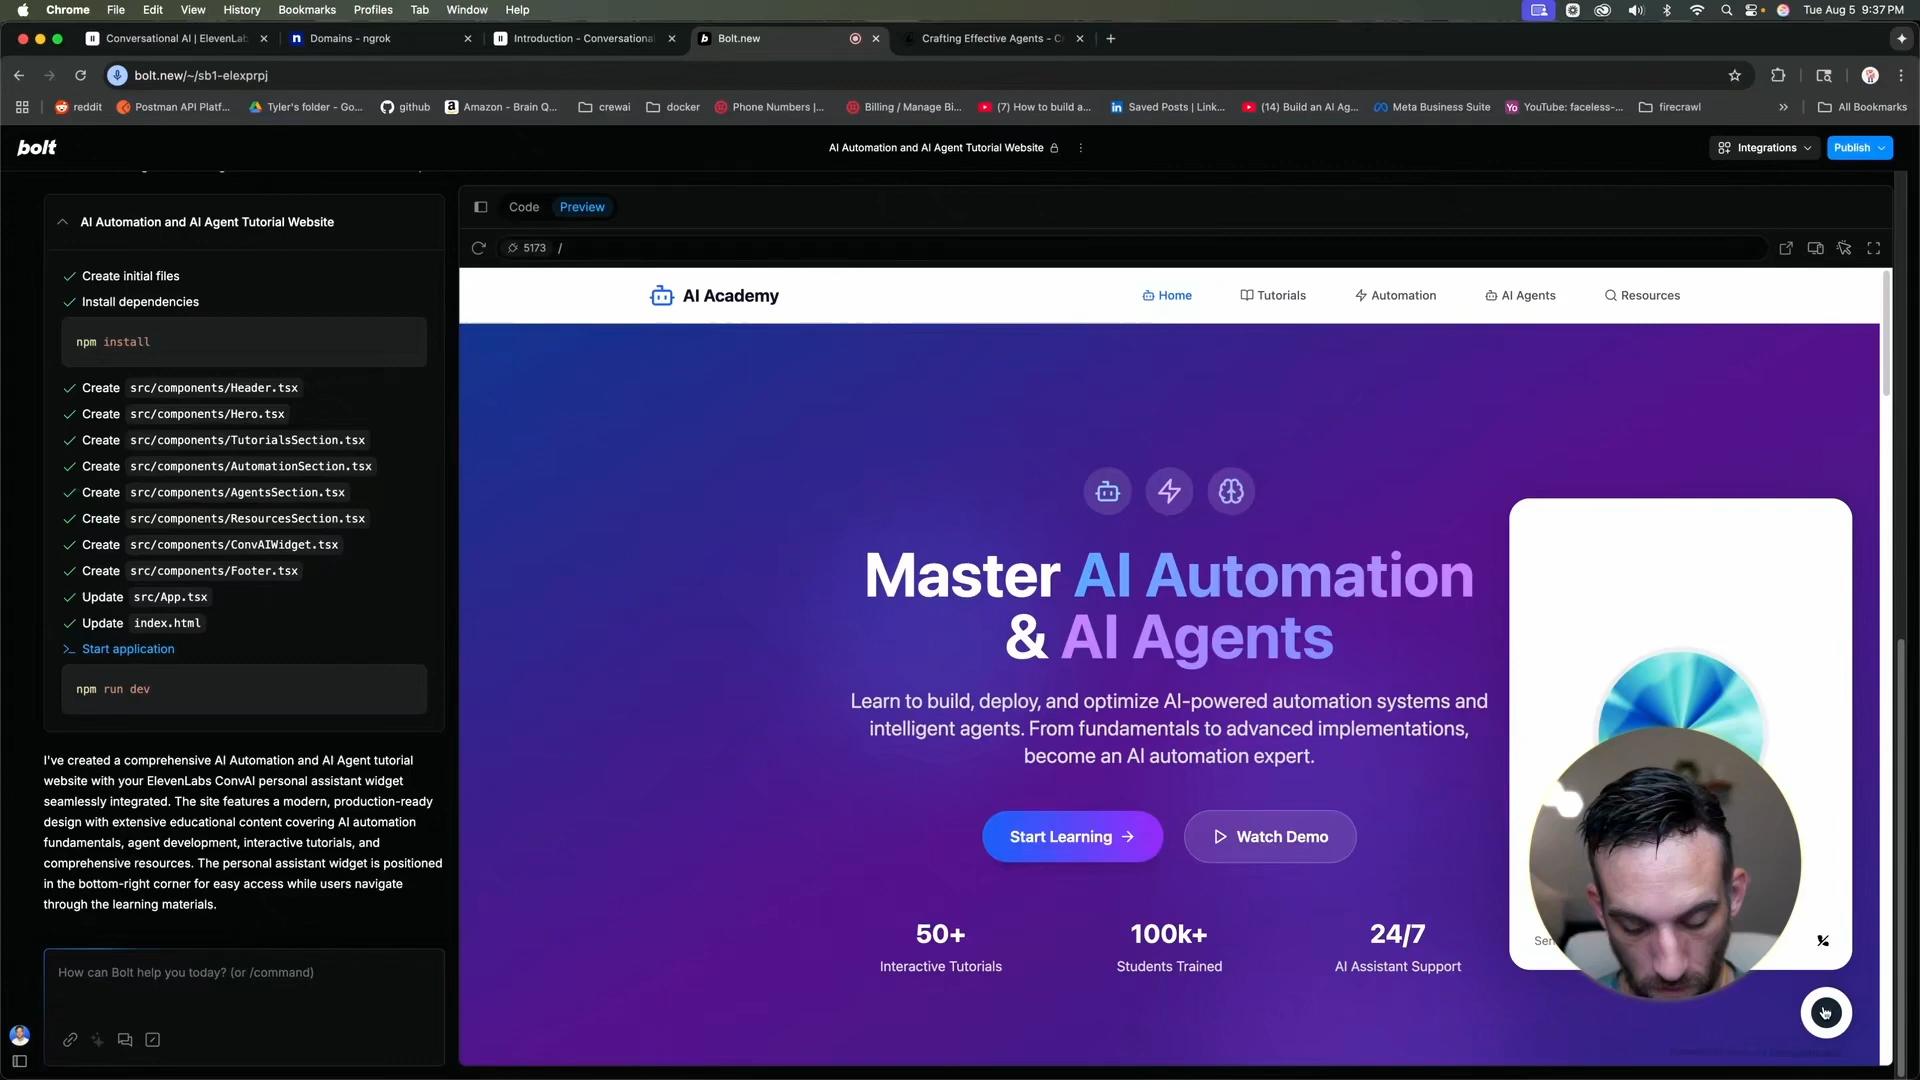 Chrome File Edit View History Bookmarks Profiles Tab Window Help
Tue Aug 5 9:37 PM
Conversational AI | ElevenLab
Domains - ngrok
Introduction - Conversational
Bolt.new
Crafting Effective Agents - C
bolt.new/~/sb1-elexprpj
reddit
Postman API Platf...
Tyler's folder - Go...
github
Amazon - Brain Q...
crewai
docker
Phone Numbers |...
Billing / Manage Bi...
(7) How to build a...
Saved Posts | Link...
(14) Build an AI Ag...
Meta Business Suite
YouTube: faceless-...
firecrawl
All Bookmarks
bolt
AI Automation and AI Agent Tutorial Website
Integrations
Publish
AI Automation and AI Agent Tutorial Website
Create initial files
Install dependencies
npm install
Create src/components/Header.tsx
Create src/components/Hero.tsx
Create src/components/TutorialsSection.tsx
Create src/components/AutomationSection.tsx
Create src/components/AgentsSection.tsx
Create src/components/ResourcesSection.tsx
Create src/components/ConvAIWidget.tsx
Create src/components/Footer.tsx
Update src/App.tsx
Update index.html
Start application
npm run dev
I've created a comprehensive AI Automation and AI Agent tutorial
website with your ElevenLabs ConvAI personal assistant widget
seamlessly integrated. The site features a modern, production-ready
design with extensive educational content covering AI automation
fundamentals, agent development, interactive tutorials, and
comprehensive resources. The personal assistant widget is positioned
in the bottom-right corner for easy access while users navigate
through the learning materials.
How can Bolt help you today? (or /command)
Code
Preview
5173 /
AI Academy
Home
Tutorials
Automation
AI Agents
Resources
Master AI Automation
& AI Agents
Learn to build, deploy, and optimize AI-powered automation systems and
intelligent agents. From fundamentals to advanced implementations,
become an AI automation expert.
Start Learning
Watch Demo
50+
Interactive Tutorials
100k+
Students Trained
24/7
AI Assistant Support